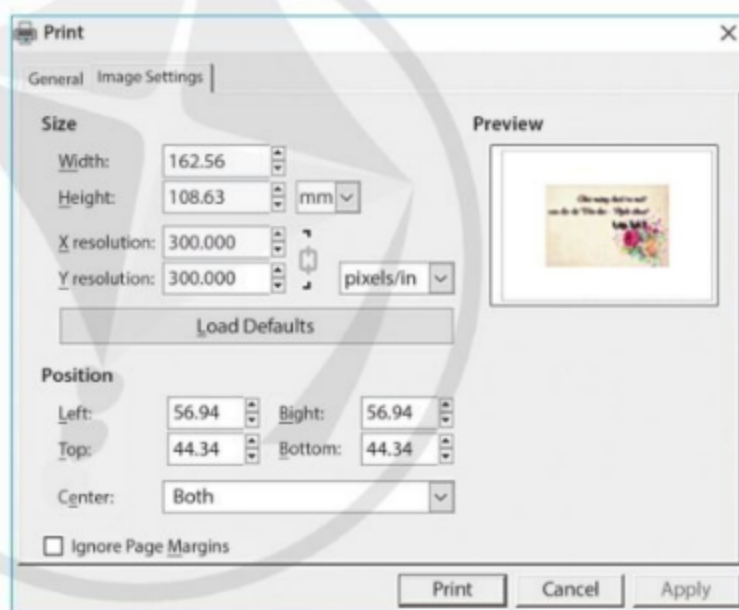 Print
General Image Settings
Size
Preview
Width: 162.56
Height: 108.63 mm
X resolution: 300.000
Y resolution: 300.000 pixels/in
Load Defaults
Position
Left: 56.94 Bight: 56.94
Top: 44.34 Bottom: 44.34
Center: Both
Ignore Page Margins
Print Cancel Apply